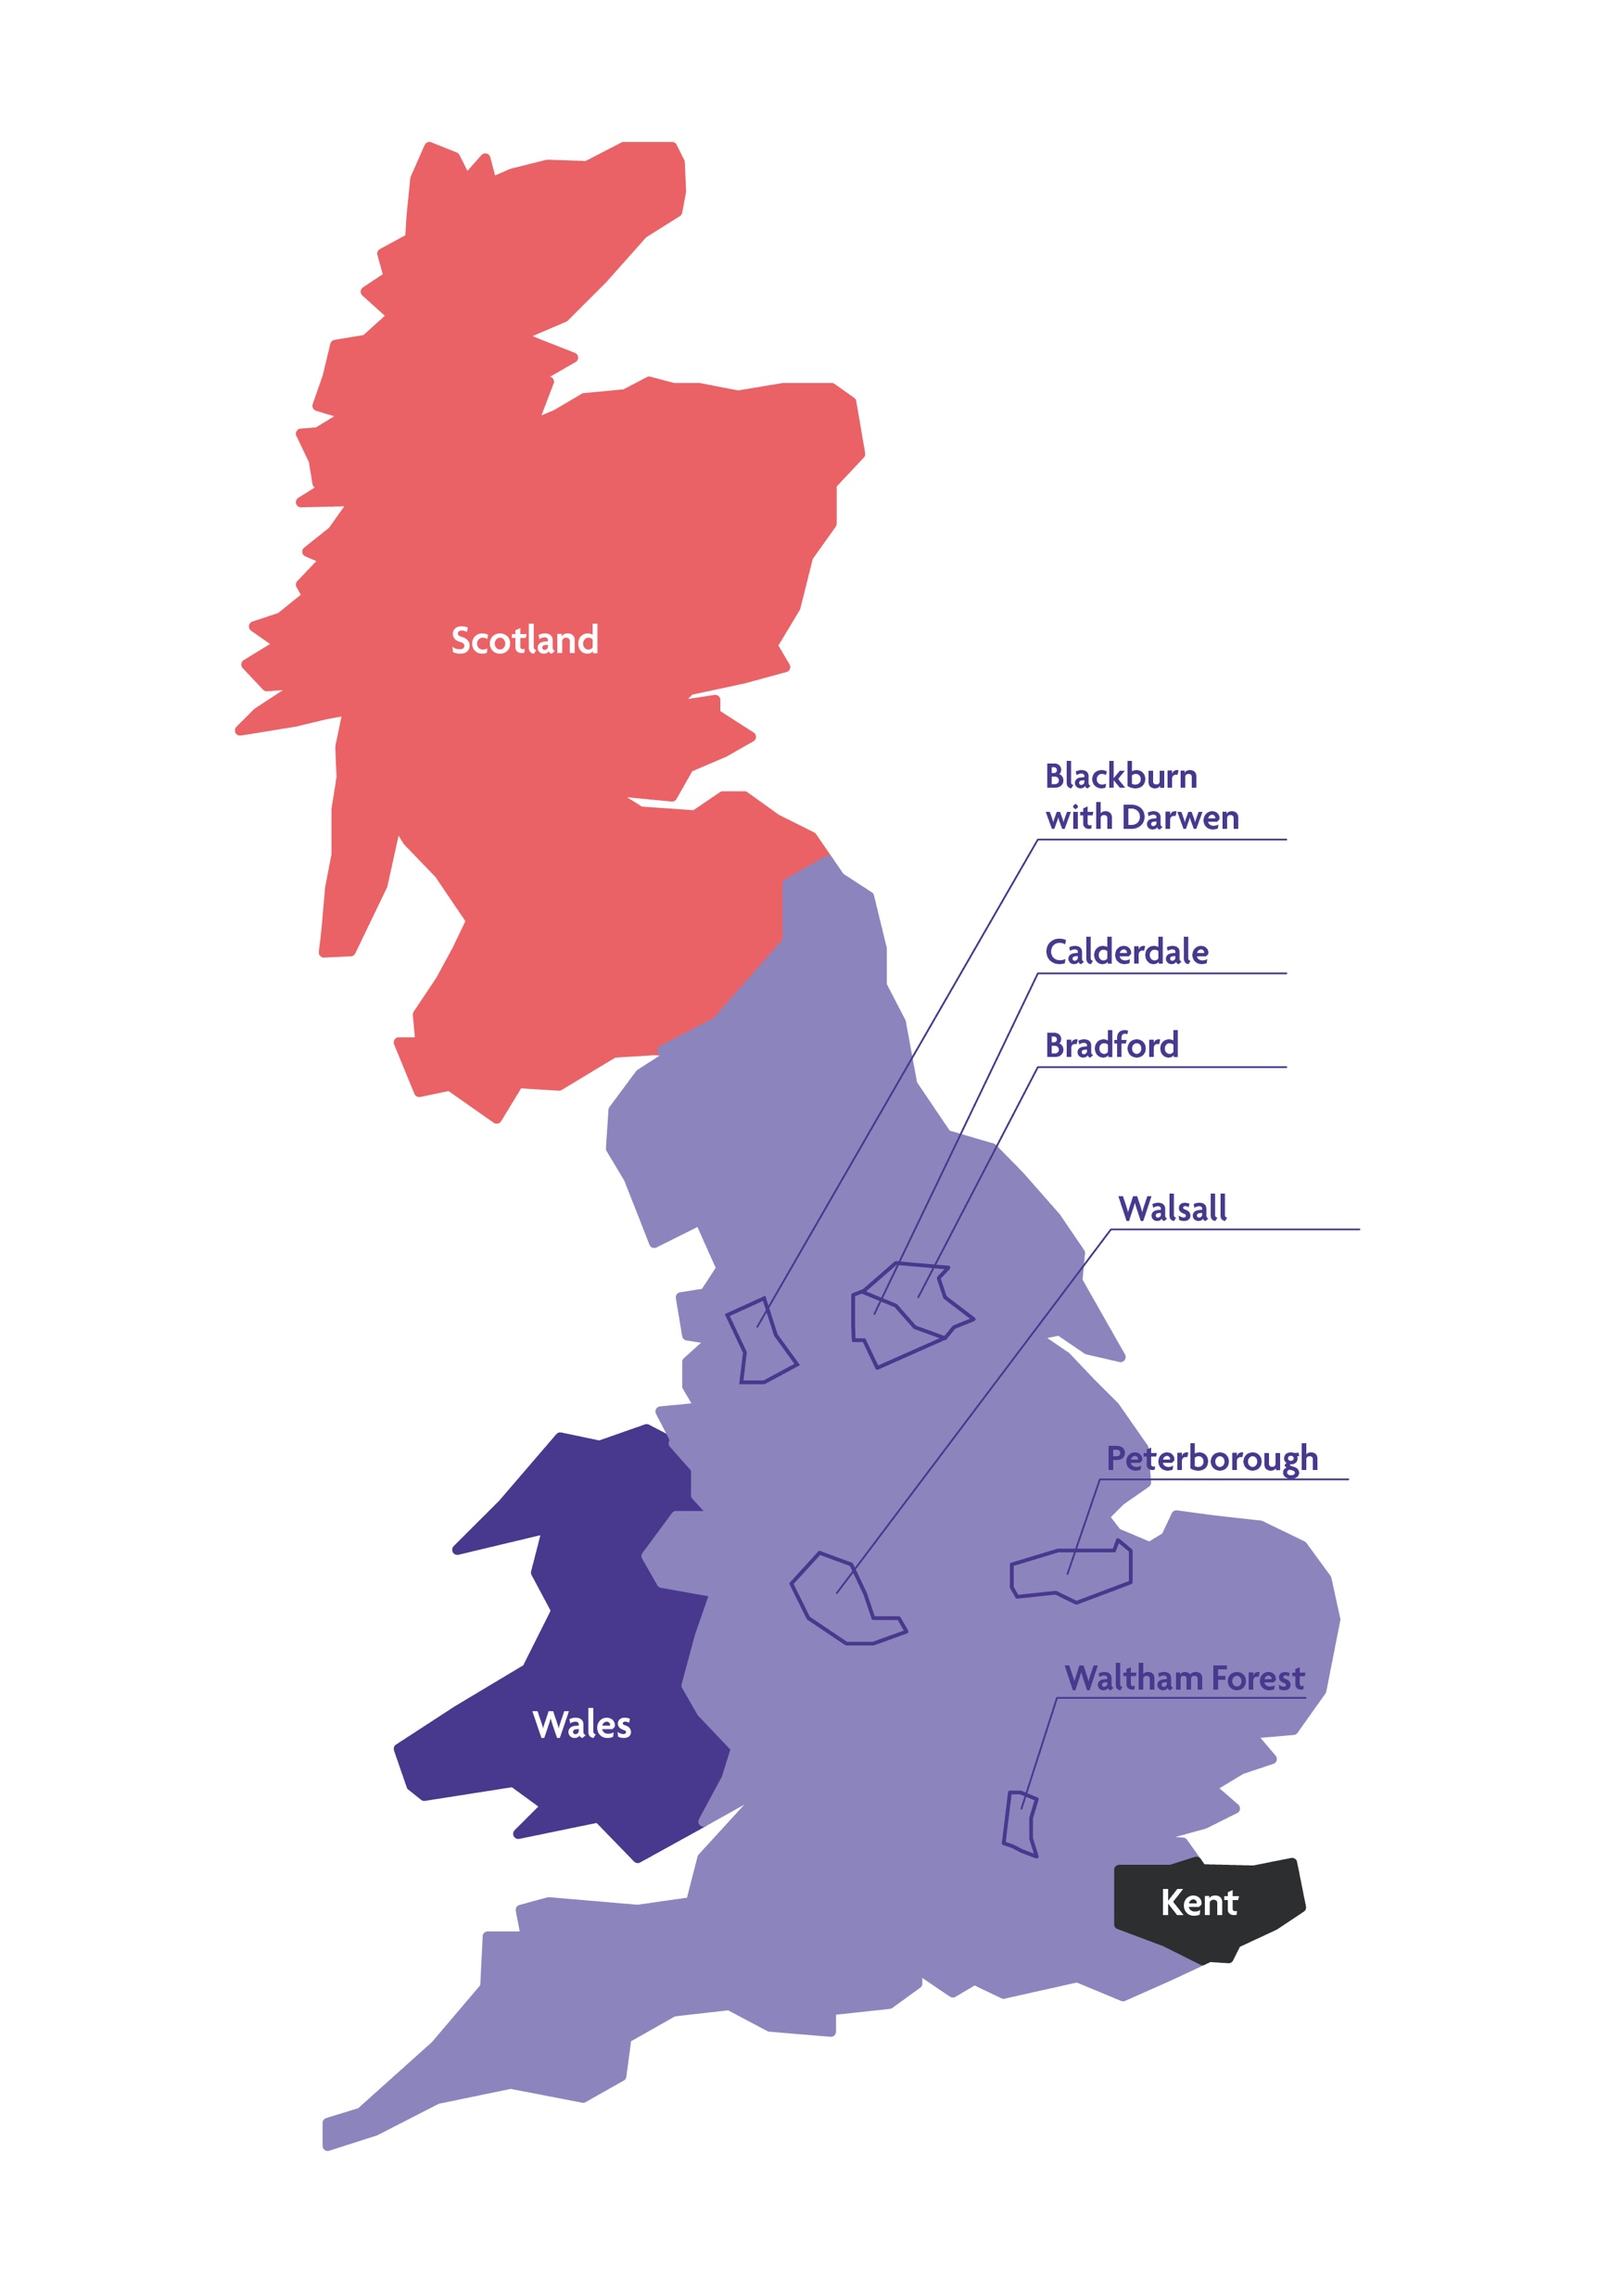 Scotland
Blackburn
with Darwen
Calderdale
Bradford
Walsall
Peterborough
Waltham Forest
Wales
Kent